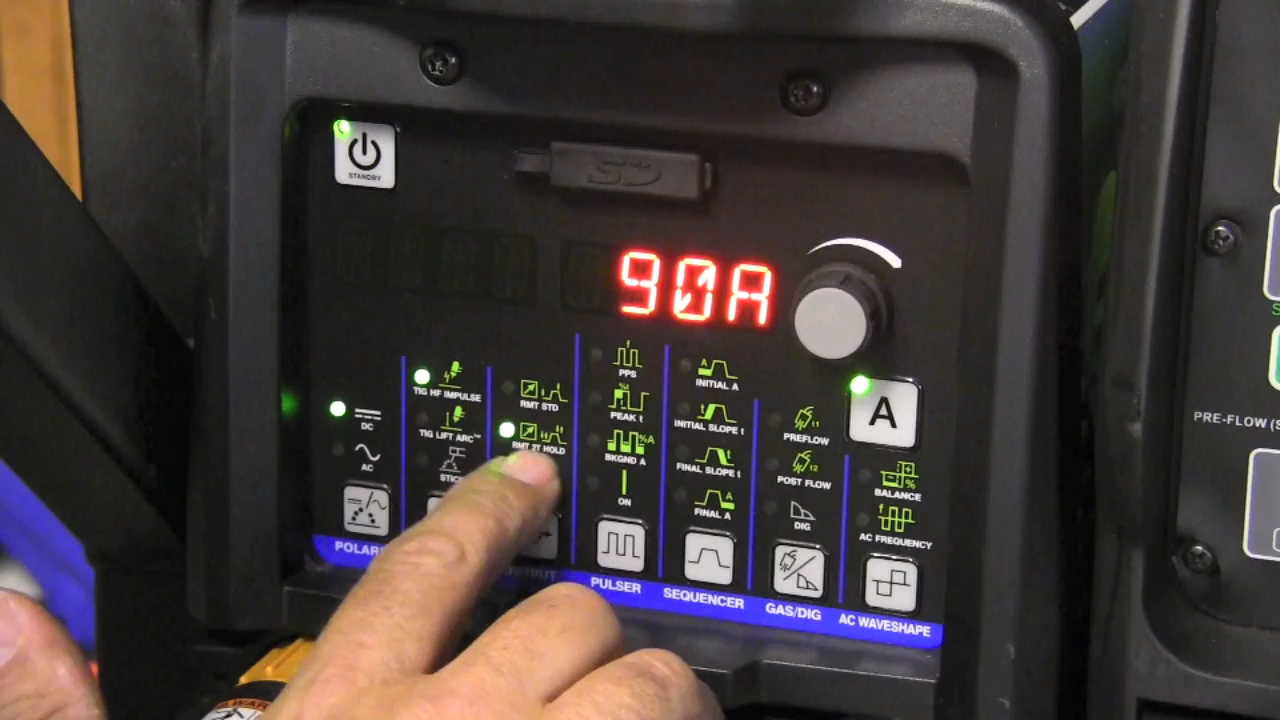 STANDBY
SD
90A
A
DC
AC
TIG HF IMPULSE
TIG LIFT ARC™
RMT STD
RMT 2T HOLD
PPS
PEAK t
BKGND A
ON
INITIAL A
INITIAL SLOPE t
FINAL SLOPE t
FINAL A
PREFLOW
POST FLOW
DIG
BALANCE
AC FREQUENCY
PULSER
SEQUENCER
GAS/DIG
AC WAVESHAPE
PRE-FLOW